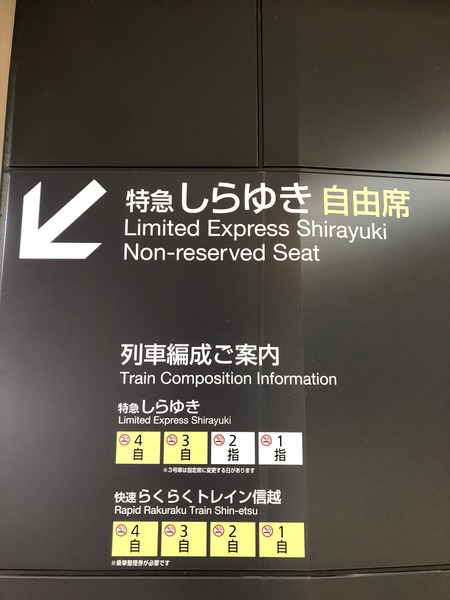 特急しらゆき 自由席
Limited Express Shirayuki
Non-reserved Seat
列車編成ご案内
Train Composition Information
特急しらゆき
Limited Express Shirayuki
4 3 2 1
自 自 指 指
※3号車は指定席に変更する日があります
快速らくらくトレイン信越
Rapid Rakuraku Train Shin-etsu
4 3 2 1
自 自 自 自
※乗車整理券が必要です